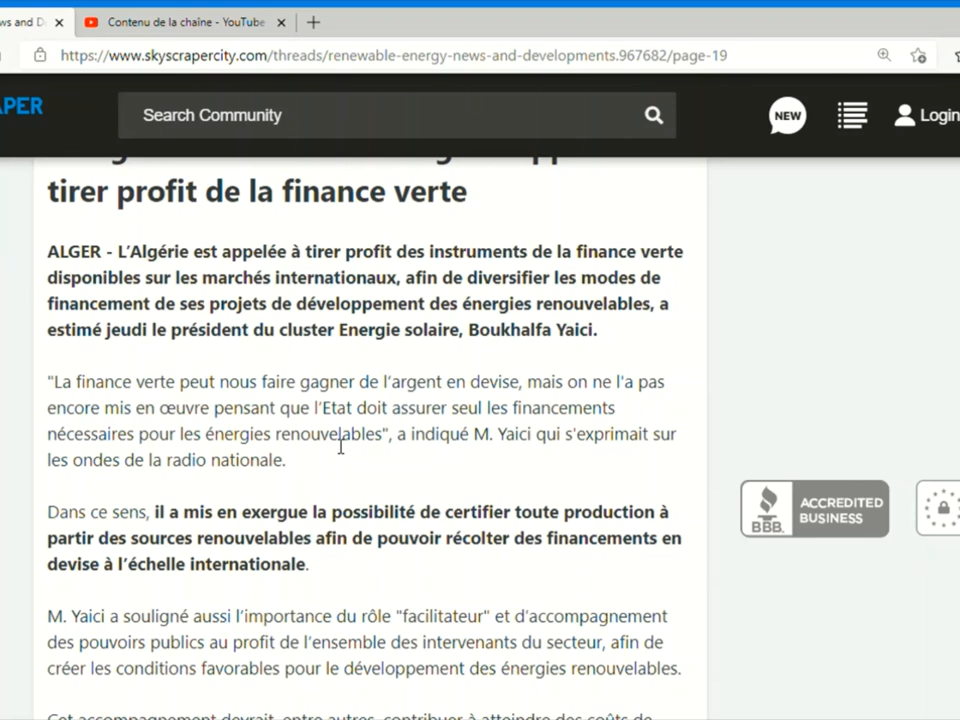 ws and D
Contenu de la chaîne - YouTube
https://www.skyscrapercity.com/threads/renewable-energy-news-and-developments.967682/page-19
APER
Search Community
NEW
Login
tirer profit de la finance verte
ALGER - L'Algérie est appelée à tirer profit des instruments de la finance verte
disponibles sur les marchés internationaux, afin de diversifier les modes de
financement de ses projets de développement des énergies renouvelables, a
estimé jeudi le président du cluster Energie solaire, Boukhalfa Yaici.
"La finance verte peut nous faire gagner de l'argent en devise, mais on ne l'a pas
encore mis en œuvre pensant que l'Etat doit assurer seul les financements
nécessaires pour les énergies renouvelables", a indiqué M. Yaici qui s'exprimait sur
les ondes de la radio nationale.
Dans ce sens, il a mis en exergue la possibilité de certifier toute production à
partir des sources renouvelables afin de pouvoir récolter des financements en
devise à l'échelle internationale.
BBB.
ACCREDITED
BUSINESS
M. Yaici a souligné aussi l'importance du rôle "facilitateur" et d'accompagnement
des pouvoirs publics au profit de l'ensemble des intervenants du secteur, afin de
créer les conditions favorables pour le développement des énergies renouvelables.
Cet accompagnement devrait, entre autres, contribuer à atteindre des coûts de